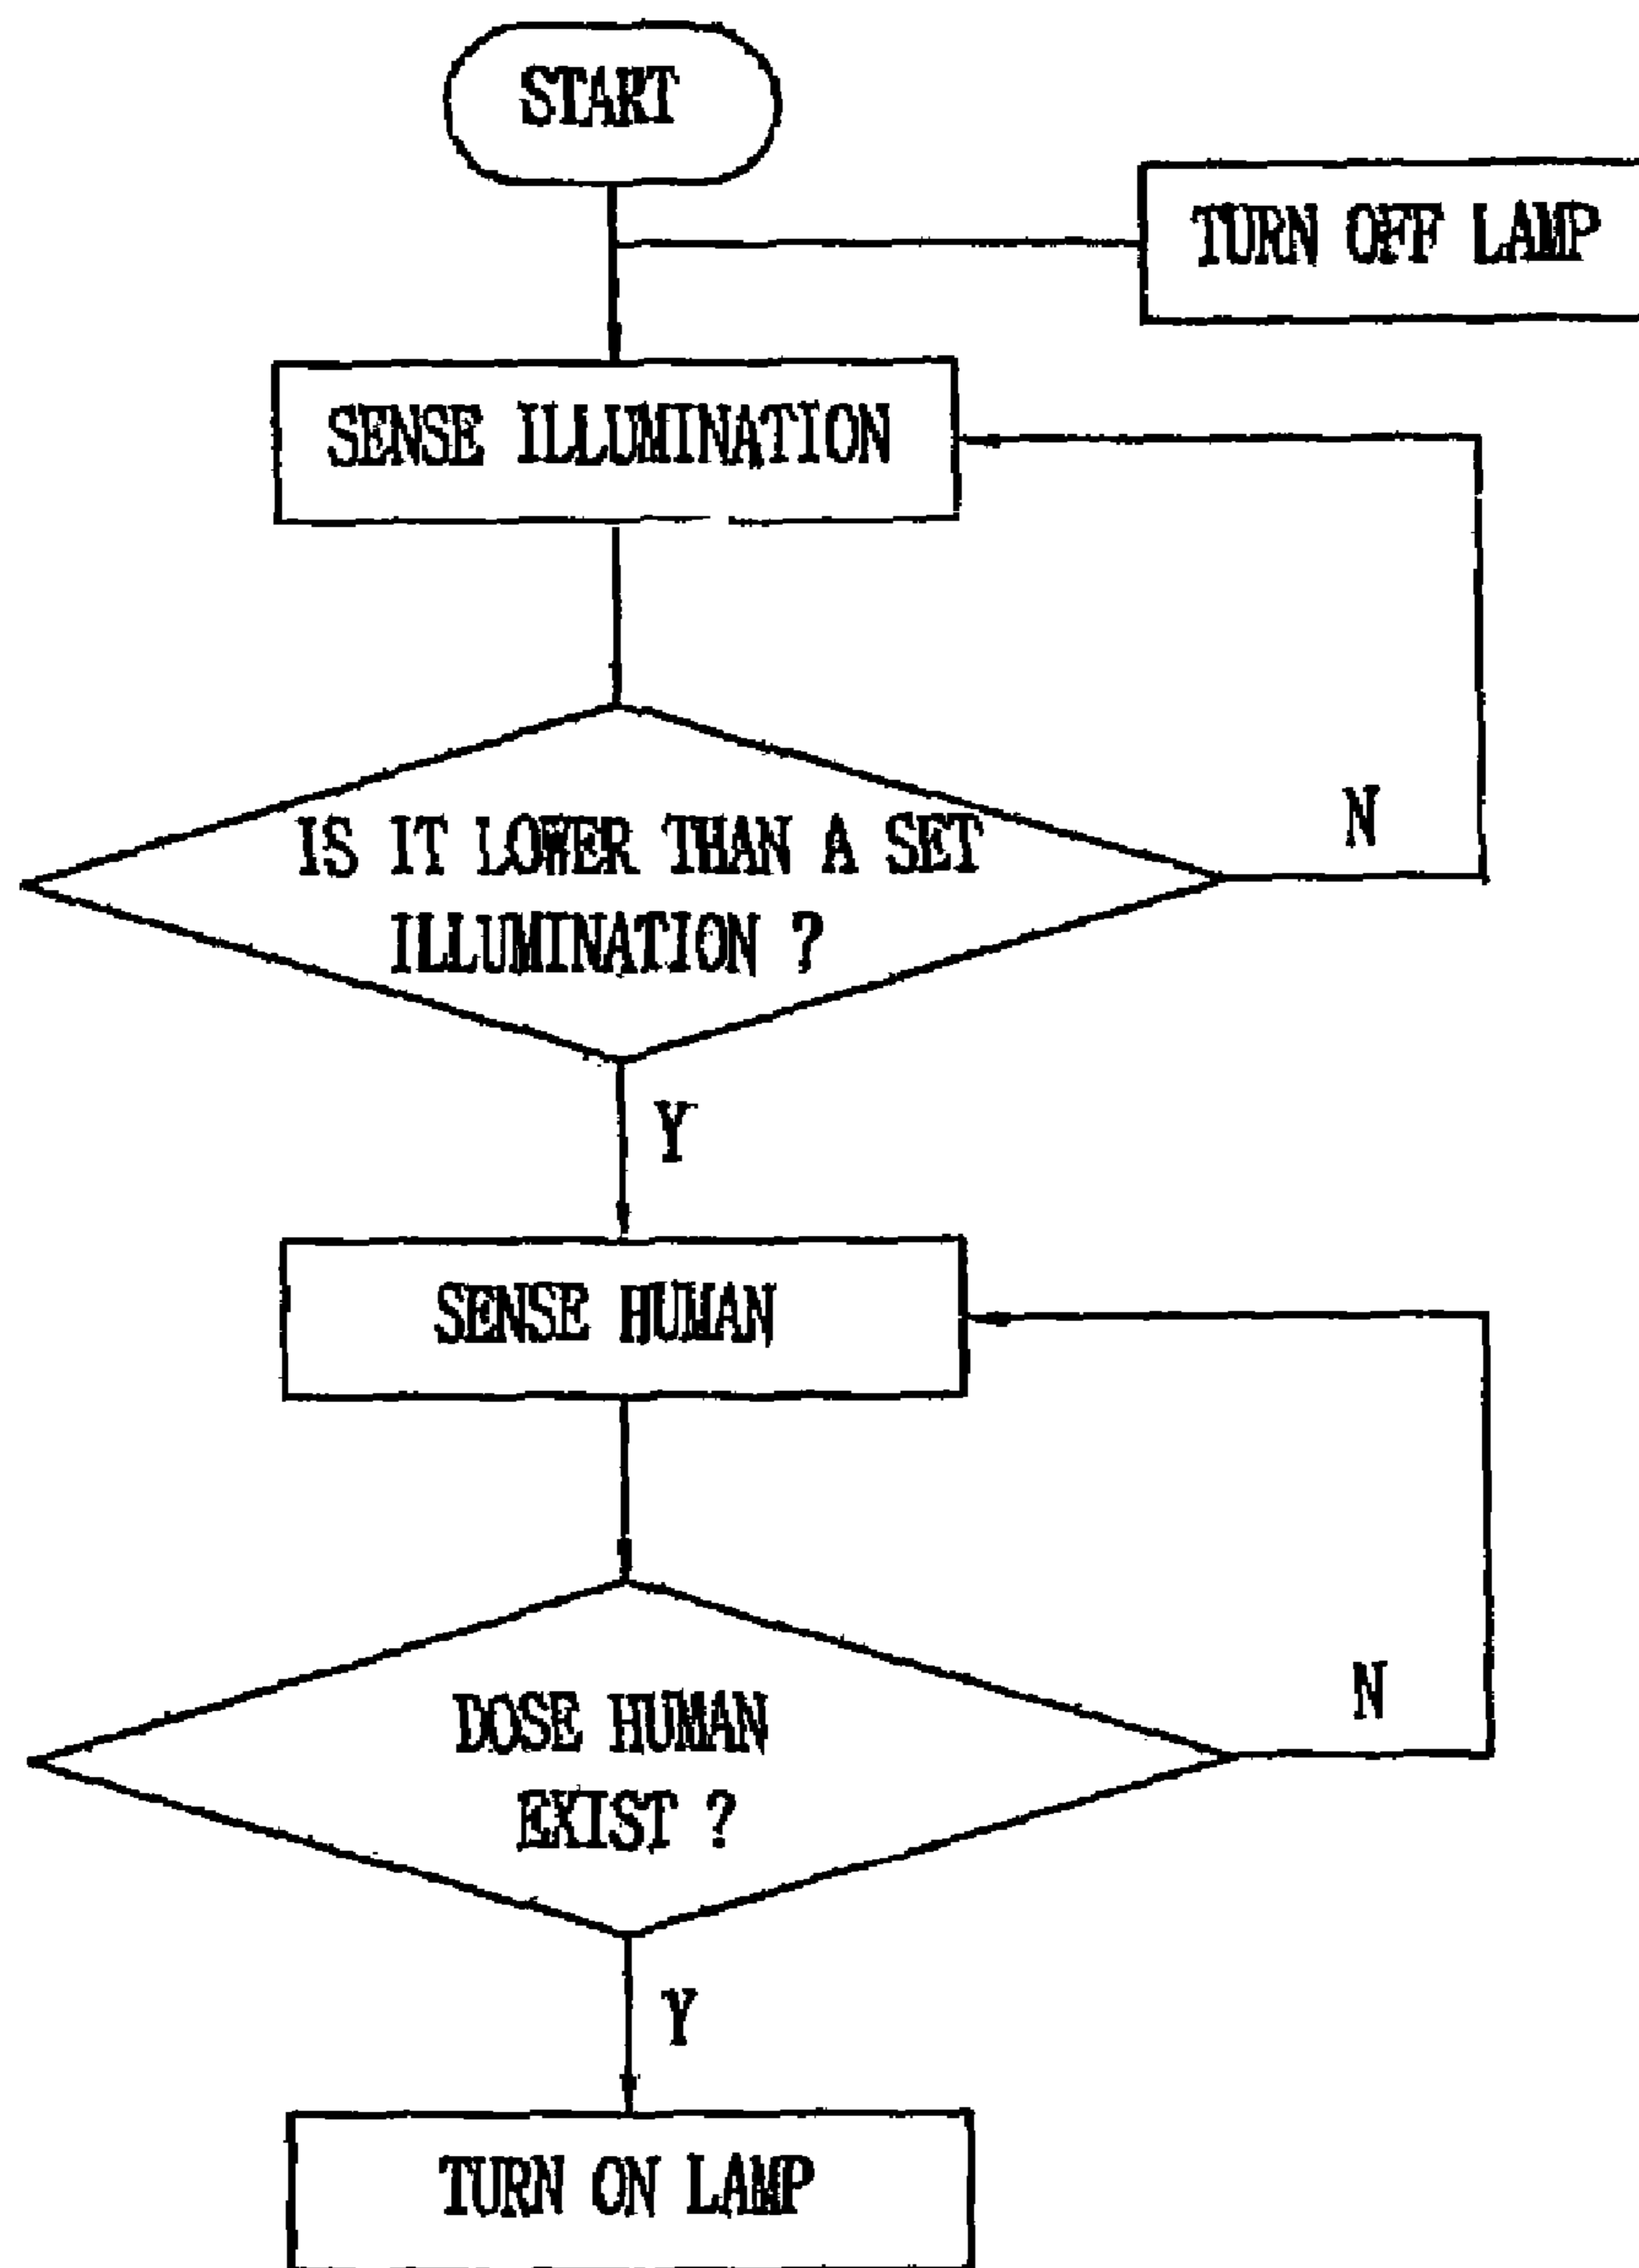 START
TURN OFF LAMP
SENSE ILLUMINATION
IS IT LOWER THAN A SET
ILLUMINATION ?
N
Y
SENSE HUMAN
DOSE HUMAN
EXIST ?
N
Y
TURN ON LAMP